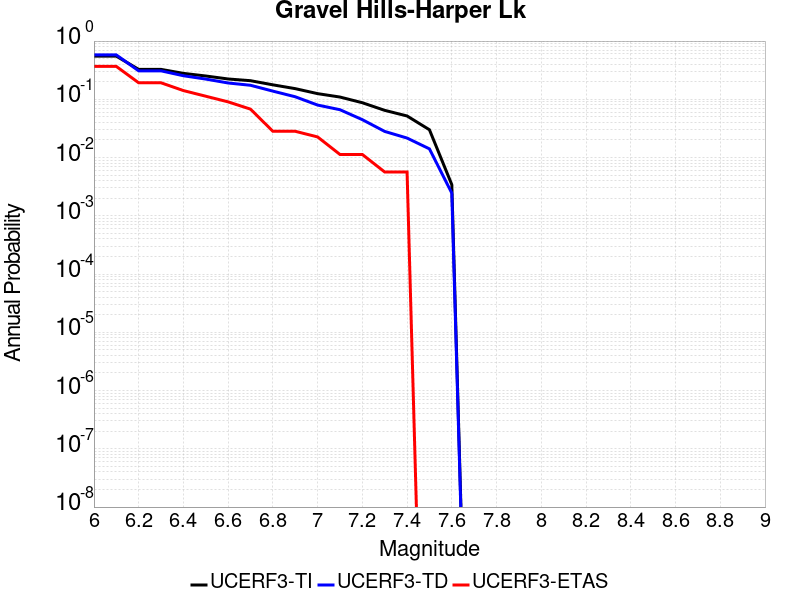 Gravel Hills-Harper Lk
10^0
10^-1
10^-2
10^-3
10^-4
10^-5
10^-6
10^-7
10^-8
Annual Probability
6 6.2 6.4 6.6 6.8 7 7.2 7.4 7.6 7.8 8 8.2 8.4 8.6 8.8 9
Magnitude
UCERF3-TI UCERF3-TD UCERF3-ETAS